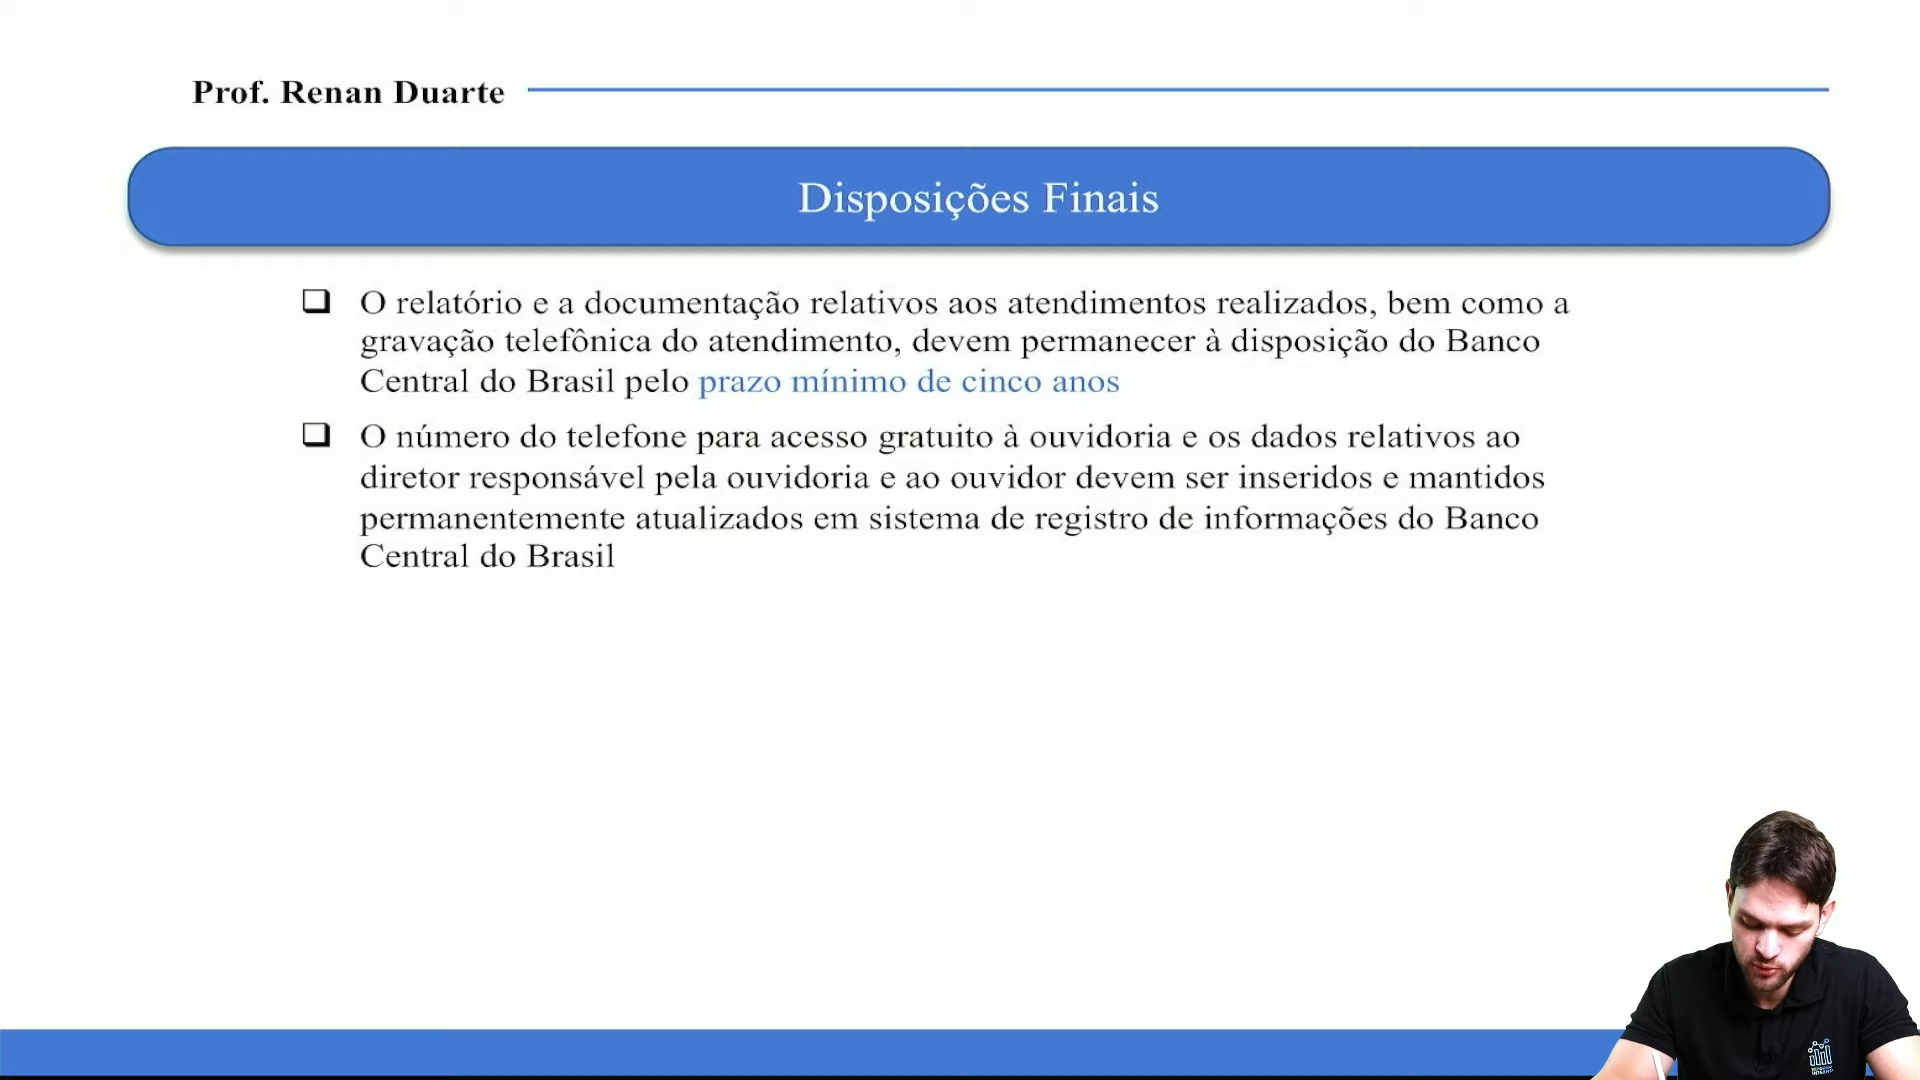 Prof. Renan Duarte
Disposições Finais
O relatório e a documentação relativos aos atendimentos realizados, bem como a
gravação telefônica do atendimento, devem permanecer à disposição do Banco
Central do Brasil pelo prazo mínimo de cinco anos
O número do telefone para acesso gratuito à ouvidoria e os dados relativos ao
diretor responsável pela ouvidoria e ao ouvidor devem ser inseridos e mantidos
permanentemente atualizados em sistema de registro de informações do Banco
Central do Brasil